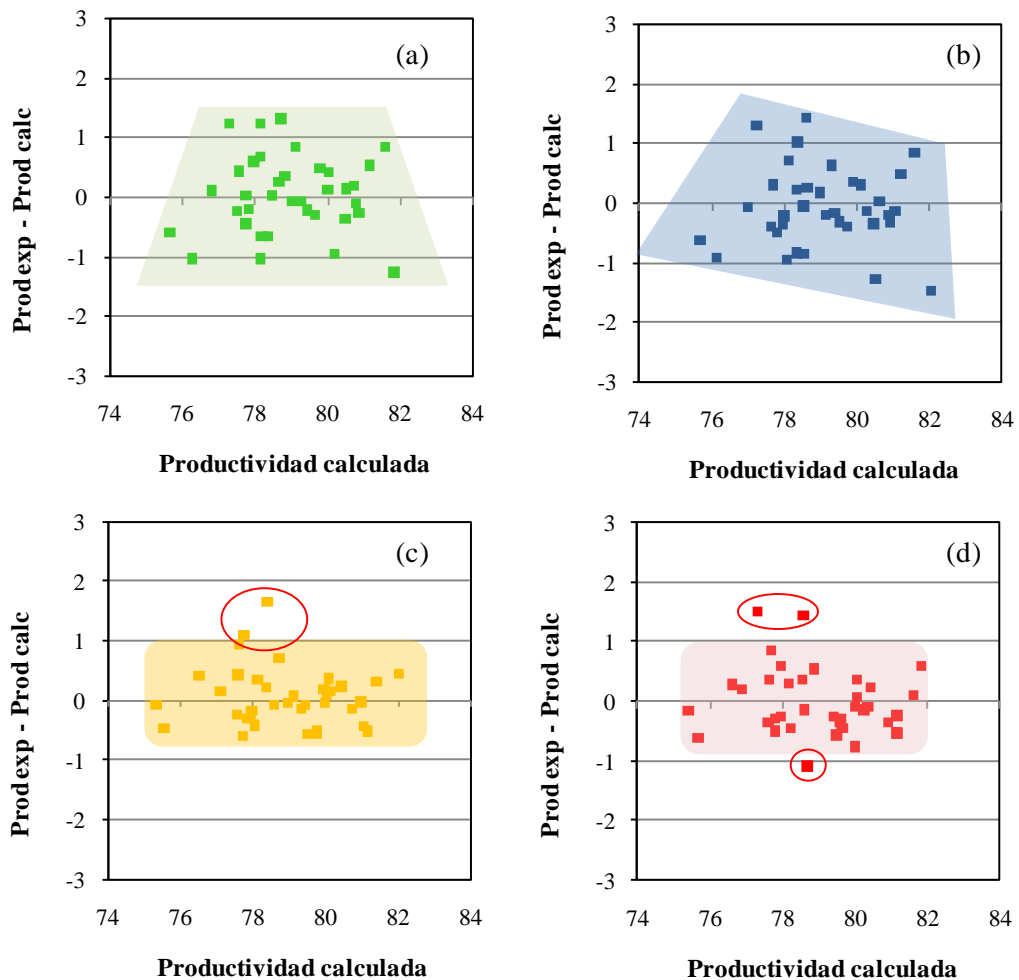 3
2
1
0
-1
-2
-3
74 76 78 80 82 84
Prod exp - Prod calc
Productividad calculada
(a)
3
2
1
0
-1
-2
-3
74 76 78 80 82 84
Prod exp - Prod calc
Productividad calculada
(b)
3
2
1
0
-1
-2
-3
74 76 78 80 82 84
Prod exp - Prod calc
Productividad calculada
(c)
3
2
1
0
-1
-2
-3
74 76 78 80 82 84
Prod exp - Prod calc
Productividad calculada
(d)